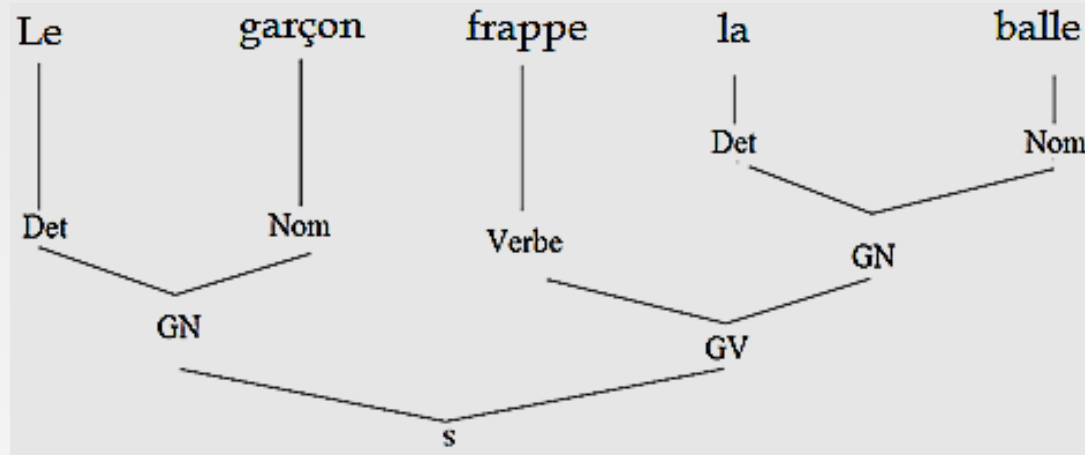 Le garçon frappe la balle
Det Nom
Det Nom Verbe GN
GN GV
s